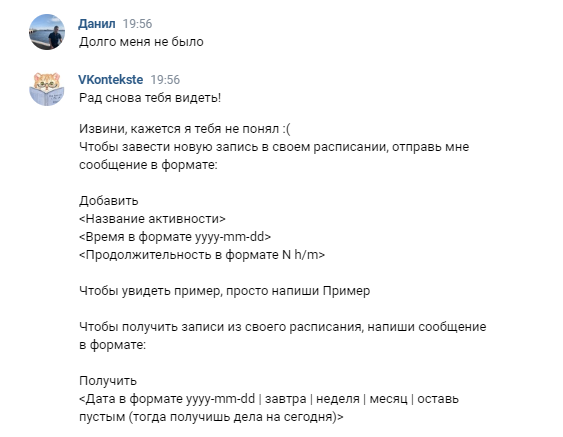 Данил 19:56
Долго меня не было
VKontekste 19:56
Рад снова тебя видеть!
Извини, кажется я тебя не понял :(
Чтобы завести новую запись в своем расписании, отправь мне
сообщение в формате:
Добавить
<Название активности>
<Время в формате yyyy-mm-dd>
<Продолжительность в формате N h/m>
Чтобы увидеть пример, просто напиши Пример
Чтобы получить записи из своего расписания, напиши сообщение
в формате:
Получить
<Дата в формате yyyy-mm-dd | завтра | неделя | месяц | оставь
пустым (тогда получишь дела на сегодня)>